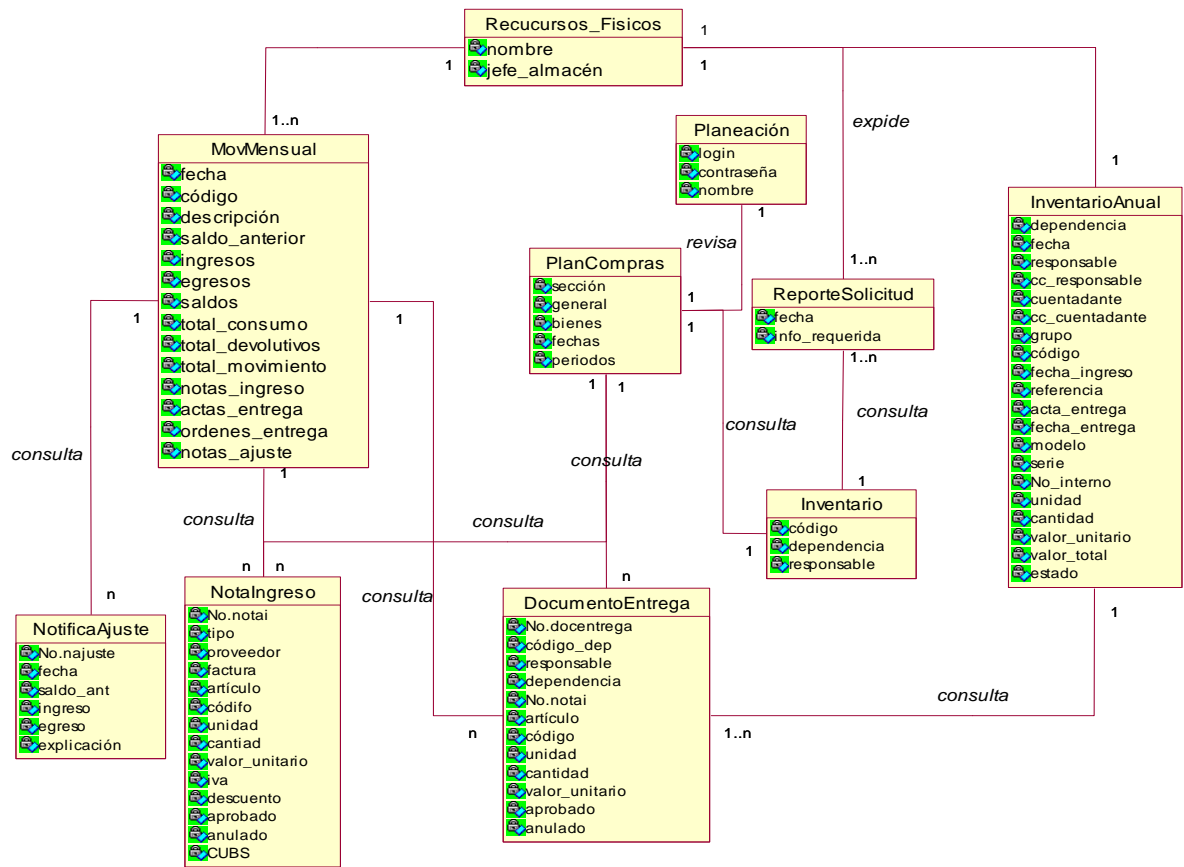 Recucursos_Fisicos
nombre
jefe_almacén
1
1
1
1..n
expide
1
MovMensual
fecha
código
descripción
saldo_anterior
ingresos
egresos
saldos
total_consumo
total_devolutivos
total_movimiento
notas_ingreso
actas_entrega
ordenes_entrega
notas_ajuste
1
1
1
Planeación
login
contraseña
nombre
1
revisa
PlanCompras
sección
general
bienes
fechas
periodos
1
1
1
1
1..n
ReporteSolicitud
fecha
info_requerida
1..n
consulta
consulta
1
1
Inventario
código
dependencia
responsable
InventarioAnual
dependencia
fecha
responsable
cc_responsable
cuentadante
cc_cuentadante
grupo
código
fecha_ingreso
referencia
acta_entrega
fecha_entrega
modelo
serie
No_interno
unidad
cantidad
valor_unitario
valor_total
estado
1
consulta
1..n
consulta
consulta
consulta
consulta
consulta
n
n
n
n
n
NotificaAjuste
No.najuste
fecha
saldo_ant
ingreso
egreso
explicación
NotaIngreso
No.notai
tipo
proveedor
factura
artículo
códifo
unidad
cantiad
valor_unitario
iva
descuento
aprobado
anulado
CUBS
DocumentoEntrega
No.docentrega
código_dep
responsable
dependencia
No.notai
artículo
código
unidad
cantidad
valor_unitario
aprobado
anulado